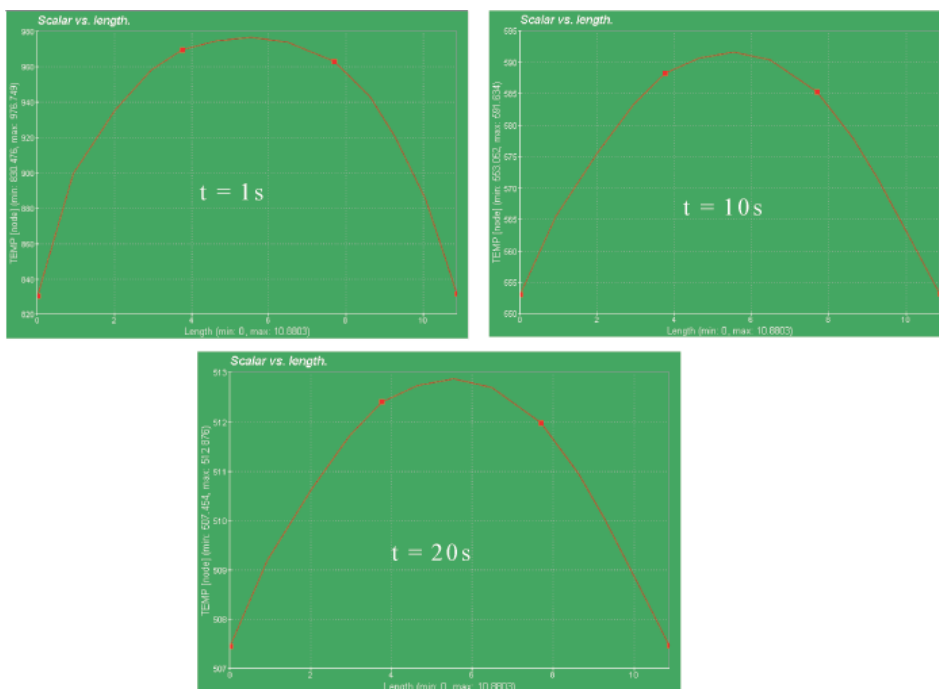 Scalar vs. length.
980
960
940
920
900
880
860
840
820
TEMP [node] (min: 830.476, max: 976.749)
t = 1s
0 2 4 6 8 10
Length (min: 0, max: 10.8803)
Scalar vs. length.
595
590
585
580
575
570
565
560
555
550
TEMP [node] (min: 553.052, max: 591.634)
t = 10s
0 2 4 6 8 10
Length (min: 0, max: 10.8803)
Scalar vs. length.
513
512
511
510
509
508
507
TEMP [node] (min: 507.454, max: 512.876)
t = 20s
0 2 4 6 8 10
Length (min: 0, max: 10.8803)